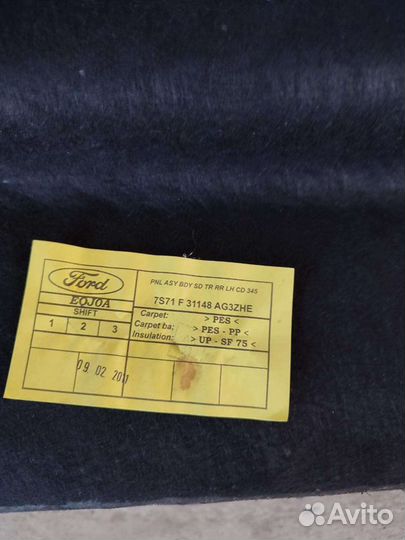 Ford
PNL ASY BDY SD TR RR LH CD 345
7S71 F 31148 AG3ZHE
EQJ0A
SHIFT
1 2 3
Carpet: > PES <
Carpet ba; > PES - PP <
Insulation: > UP - SF 75 <
09 02 2011
Avito